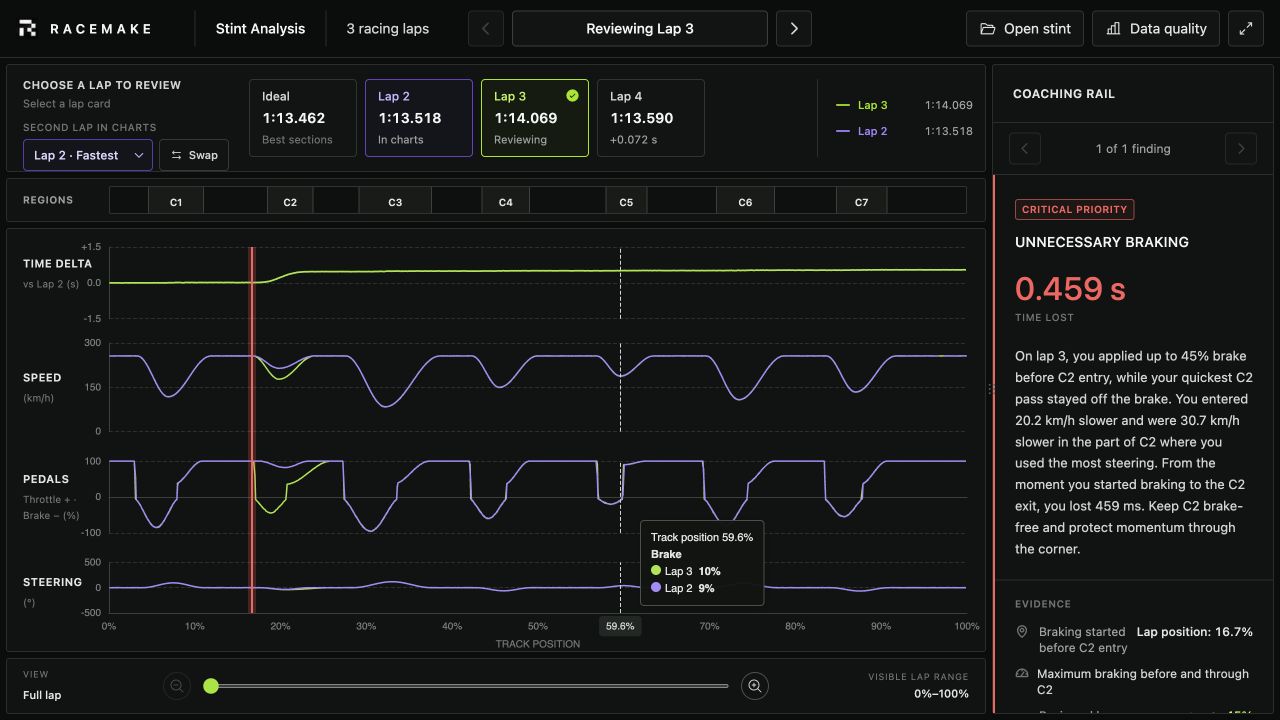 RACEMAKE
Stint Analysis
3 racing laps
Reviewing Lap 3
Open stint
Data quality
CHOOSE A LAP TO REVIEW
Select a lap card
SECOND LAP IN CHARTS
Lap 2 · Fastest
Swap
Ideal
1:13.462
Best sections
Lap 2
1:13.518
In charts
Lap 3
1:14.069
Reviewing
Lap 4
1:13.590
+0.072 s
Lap 3 1:14.069
Lap 2 1:13.518
REGIONS
C1 C2 C3 C4 C5 C6 C7
TIME DELTA
vs Lap 2 (s)
+1.5
0.0
-1.5
SPEED
(km/h)
300
150
0
PEDALS
Throttle + ·
Brake − (%)
100
0
-100
STEERING
(°)
500
0
-500
Track position 59.6%
Brake
Lap 3 10%
Lap 2 9%
0% 10% 20% 30% 40% 50% 59.6% 70% 80% 90% 100%
TRACK POSITION
VIEW
Full lap
VISIBLE LAP RANGE
0%–100%
COACHING RAIL
1 of 1 finding
CRITICAL PRIORITY
UNNECESSARY BRAKING
0.459 s
TIME LOST
On lap 3, you applied up to 45% brake
before C2 entry, while your quickest C2
pass stayed off the brake. You entered
20.2 km/h slower and were 30.7 km/h
slower in the part of C2 where you
used the most steering. From the
moment you started braking to the C2
exit, you lost 459 ms. Keep C2 brake-
free and protect momentum through
the corner.
EVIDENCE
Braking started Lap position: 16.7%
before C2 entry
Maximum braking before and through
C2